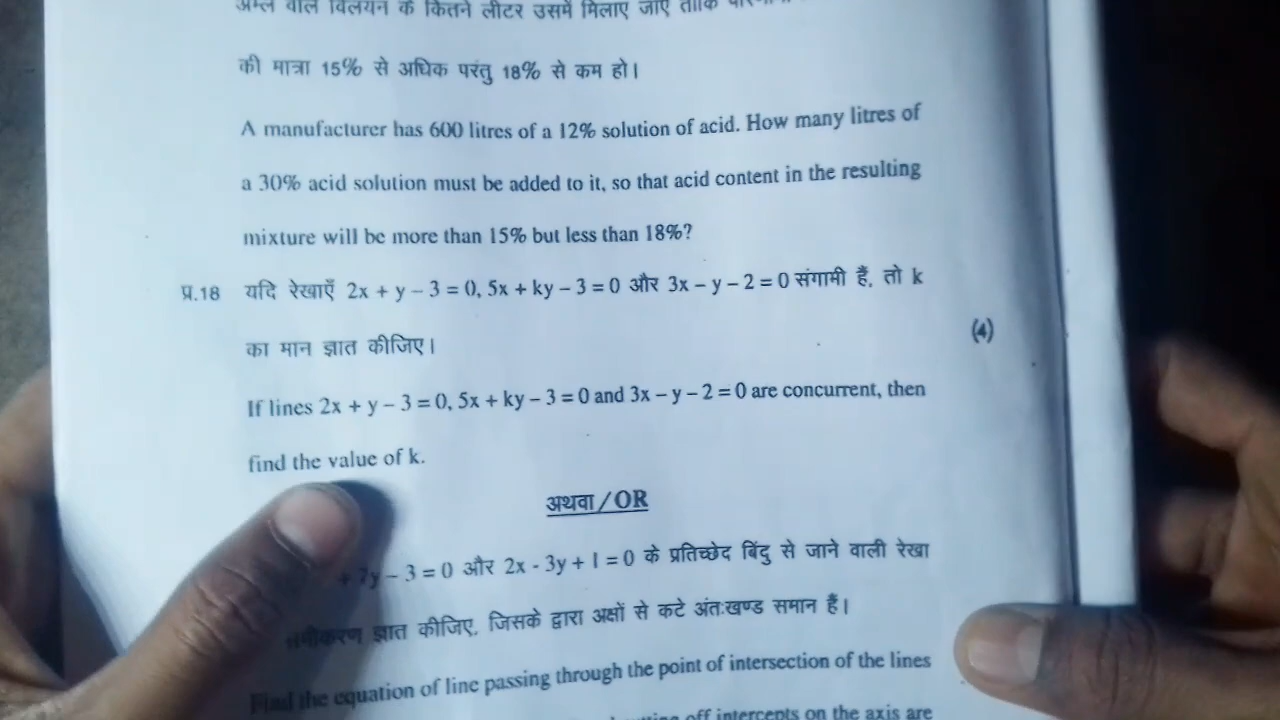 अम्ल वाले विलयन के कितने लीटर उसमें मिलाए जाएं ताकि
की मात्रा 15% से अधिक परंतु 18% से कम हो।
A manufacturer has 600 litres of a 12% solution of acid. How many litres of
a 30% acid solution must be added to it, so that acid content in the resulting
mixture will be more than 15% but less than 18%?
प्र.18 यदि रेखाएँ 2x + y – 3 = 0, 5x + ky – 3 = 0 और 3x – y – 2 = 0 संगामी हैं, तो k
का मान ज्ञात कीजिए।
(4)
If lines 2x + y – 3 = 0, 5x + ky – 3 = 0 and 3x – y – 2 = 0 are concurrent, then
find the value of k.
अथवा / OR
+ 7y – 3 = 0 और 2x - 3y + 1 = 0 के प्रतिच्छेद बिंदु से जाने वाली रेखा
समीकरण ज्ञात कीजिए, जिसके द्वारा अक्षों से कटे अंतःखण्ड समान हैं।
Find the equation of line passing through the point of intersection of the lines
off intercepts on the axis are